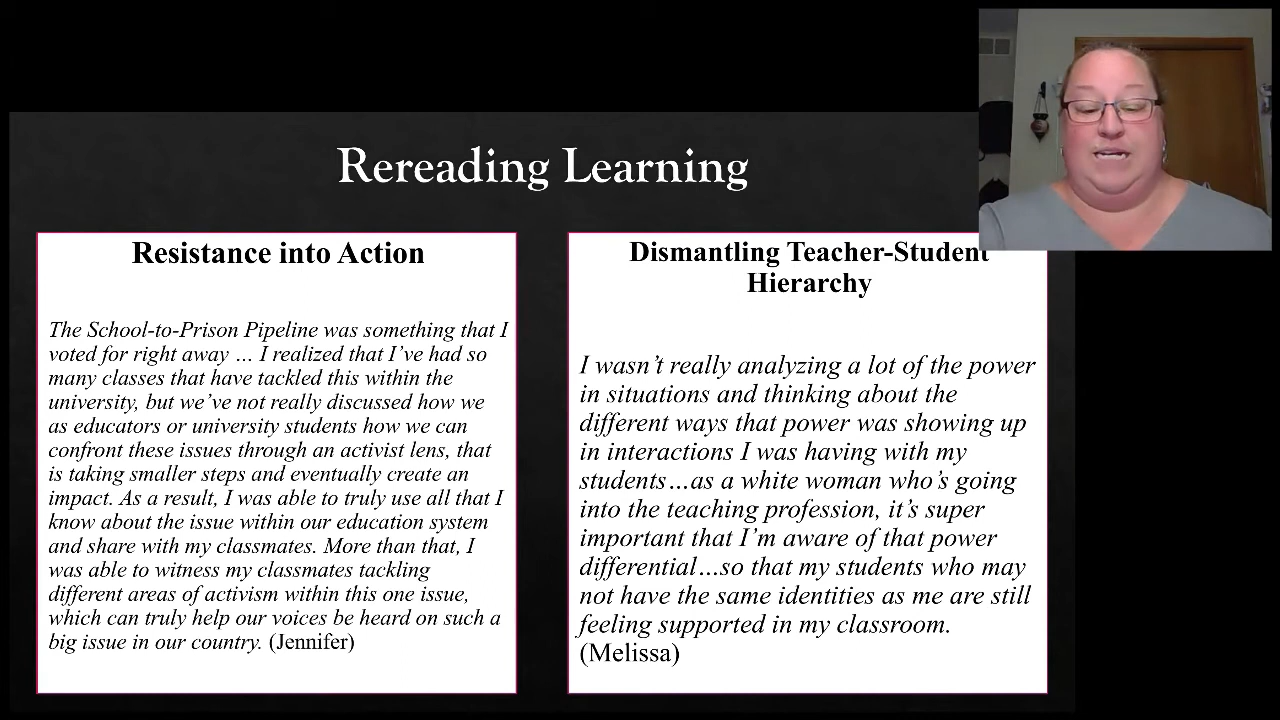 Rereading Learning
Resistance into Action
The School-to-Prison Pipeline was something that I
voted for right away … I realized that I’ve had so
many classes that have tackled this within the
university, but we’ve not really discussed how we
as educators or university students how we can
confront these issues through an activist lens, that
is taking smaller steps and eventually create an
impact. As a result, I was able to truly use all that I
know about the issue within our education system
and share with my classmates. More than that, I
was able to witness my classmates tackling
different areas of activism within this one issue,
which can truly help our voices be heard on such a
big issue in our country. (Jennifer)
Dismantling Teacher-Student
Hierarchy
I wasn’t really analyzing a lot of the power
in situations and thinking about the
different ways that power was showing up
in interactions I was having with my
students…as a white woman who’s going
into the teaching profession, it’s super
important that I’m aware of that power
differential…so that my students who may
not have the same identities as me are still
feeling supported in my classroom.
(Melissa)